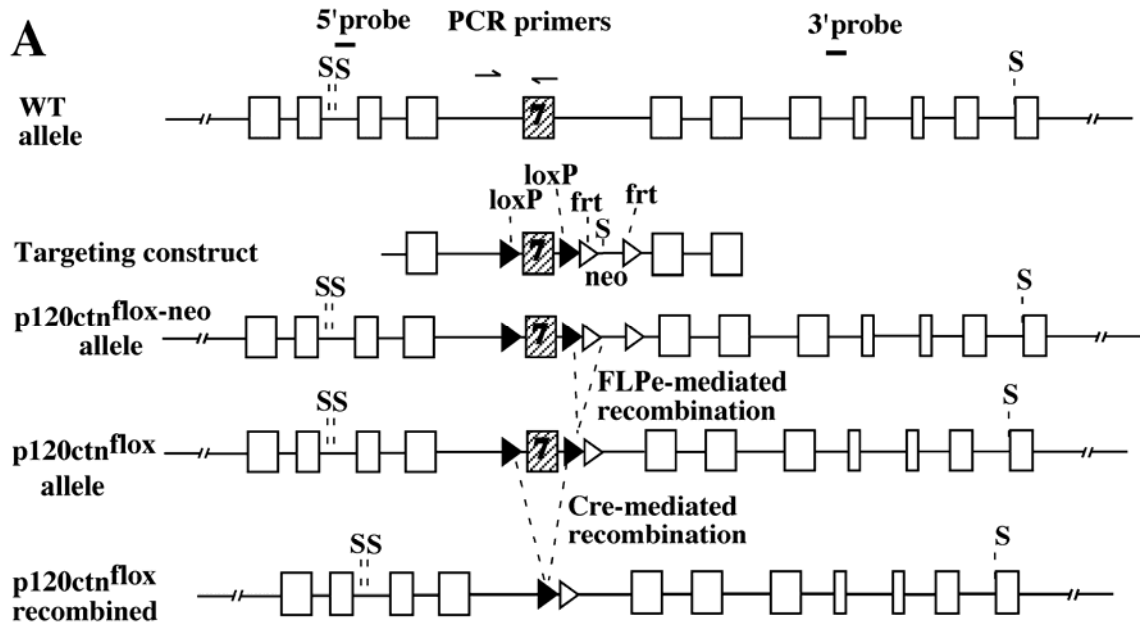 A
5'probe PCR primers 3'probe
S S S
WT
allele
7
loxP loxP frt frt
S
Targeting construct
7
neo
p120ctn flox-neo
allele
SS S
7
FLPe-mediated
recombination
p120ctn flox
allele
SS S
7
Cre-mediated
recombination
p120ctn flox
recombined
SS S